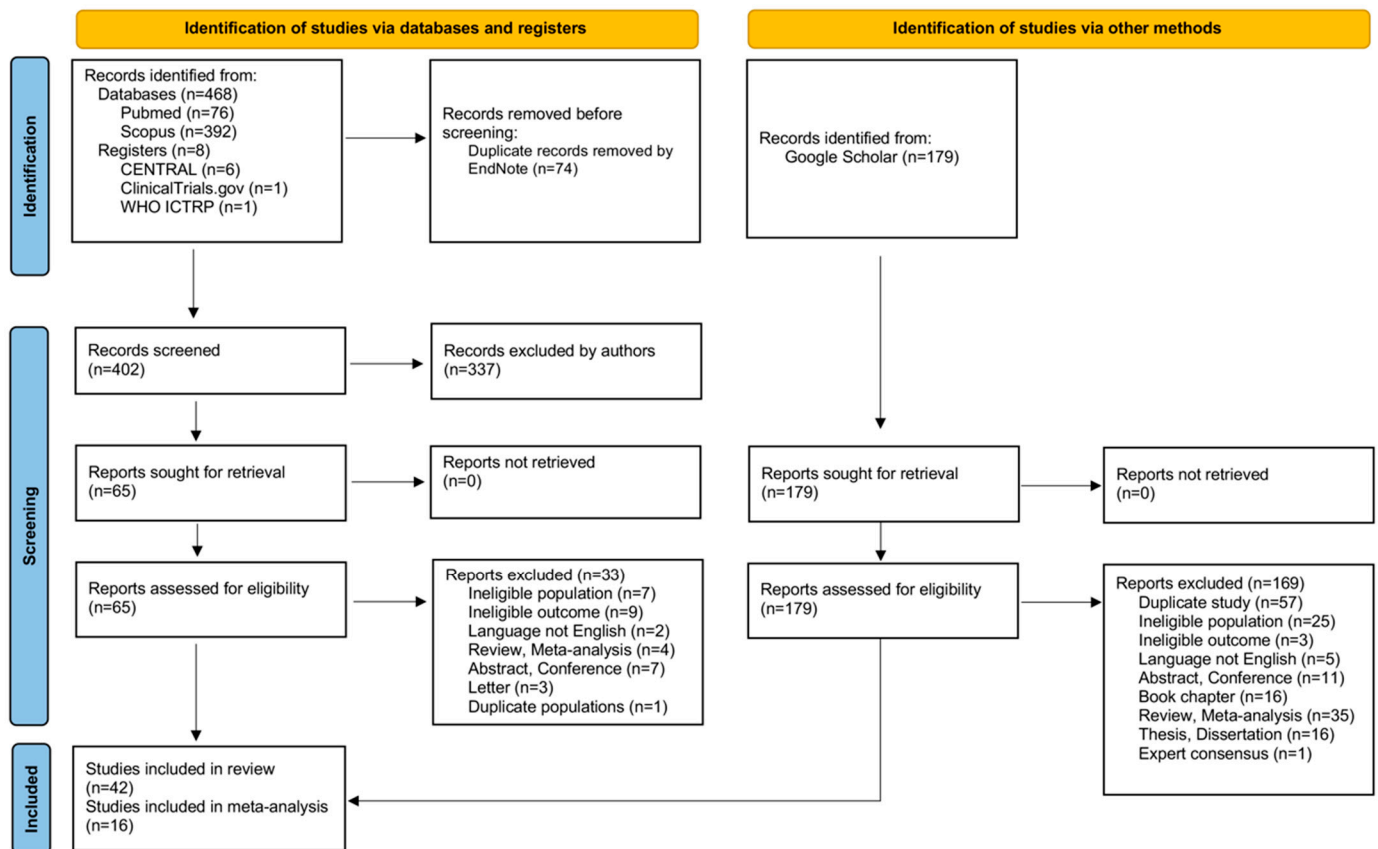 Identification of studies via databases and registers
Identification of studies via other methods
Identification
Records identified from:
Databases (n=468)
Pubmed (n=76)
Scopus (n=392)
Registers (n=8)
CENTRAL (n=6)
ClinicalTrials.gov (n=1)
WHO ICTRP (n=1)
Records removed before
screening:
Duplicate records removed by
EndNote (n=74)
Records identified from:
Google Scholar (n=179)
Screening
Records screened
(n=402)
Records excluded by authors
(n=337)
Reports sought for retrieval
(n=65)
Reports not retrieved
(n=0)
Reports sought for retrieval
(n=179)
Reports not retrieved
(n=0)
Reports assessed for eligibility
(n=65)
Reports excluded (n=33)
Ineligible population (n=7)
Ineligible outcome (n=9)
Language not English (n=2)
Review, Meta-analysis (n=4)
Abstract, Conference (n=7)
Letter (n=3)
Duplicate populations (n=1)
Reports assessed for eligibility
(n=179)
Reports excluded (n=169)
Duplicate study (n=57)
Ineligible population (n=25)
Ineligible outcome (n=3)
Language not English (n=5)
Abstract, Conference (n=11)
Book chapter (n=16)
Review, Meta-analysis (n=35)
Thesis, Dissertation (n=16)
Expert consensus (n=1)
Included
Studies included in review
(n=42)
Studies included in meta-analysis
(n=16)